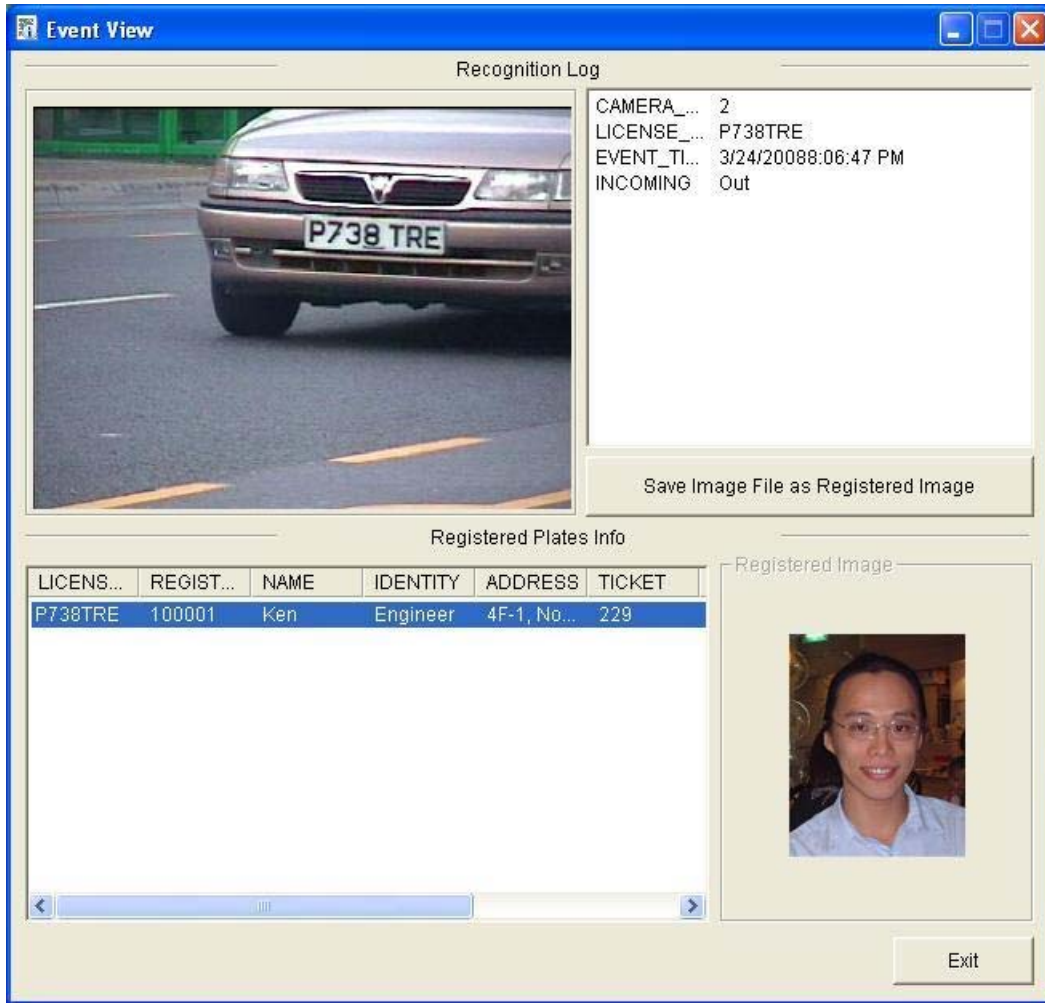 Event View
Recognition Log
P738 TRE
CAMERA_... 2
LICENSE_... P738TRE
EVENT_TI... 3/24/20088:06:47 PM
INCOMING Out
Save Image File as Registered Image
Registered Plates Info
LICENS... REGIST... NAME IDENTITY ADDRESS TICKET
P738TRE 100001 Ken Engineer 4F-1, No... 229
Registered Image
Exit